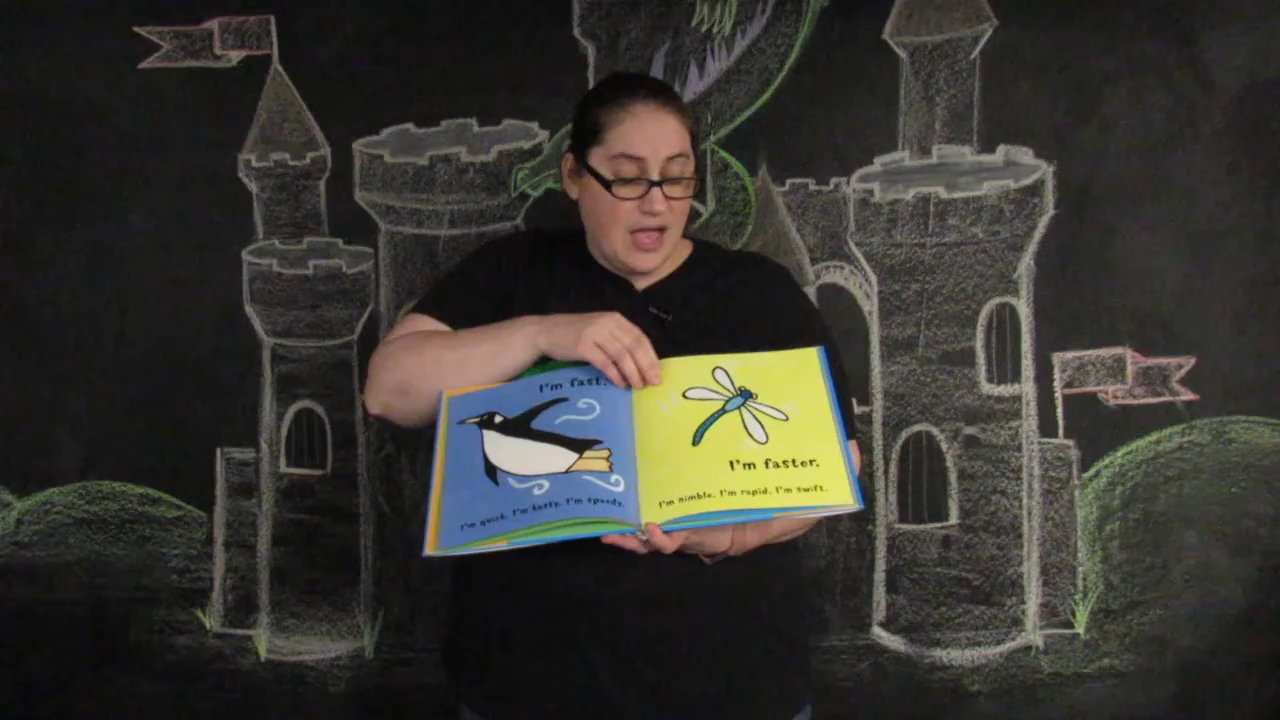 I'm fast.
I'm quick. I'm hasty. I'm speedy.
I'm faster.
I'm nimble. I'm rapid. I'm swift.